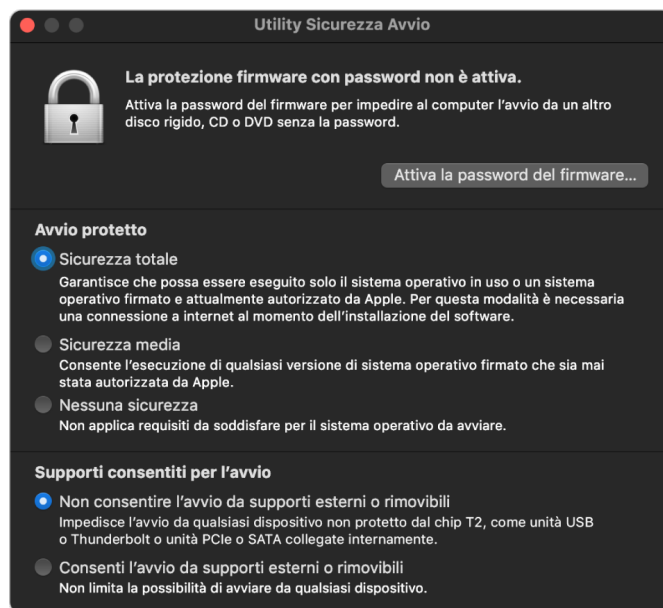 Utility Sicurezza Avvio
La protezione firmware con password non è attiva.
Attiva la password del firmware per impedire al computer l'avvio da un altro
disco rigido, CD o DVD senza la password.
Attiva la password del firmware...
Avvio protetto
Sicurezza totale
Garantisce che possa essere eseguito solo il sistema operativo in uso o un sistema
operativo firmato e attualmente autorizzato da Apple. Per questa modalità è necessaria
una connessione a internet al momento dell'installazione del software.
Sicurezza media
Consente l'esecuzione di qualsiasi versione di sistema operativo firmato che sia mai
stata autorizzata da Apple.
Nessuna sicurezza
Non applica requisiti da soddisfare per il sistema operativo da avviare.
Supporti consentiti per l'avvio
Non consentire l'avvio da supporti esterni o rimovibili
Impedisce l'avvio da qualsiasi dispositivo non protetto dal chip T2, come unità USB
o Thunderbolt o unità PCIe o SATA collegate internamente.
Consenti l'avvio da supporti esterni o rimovibili
Non limita la possibilità di avviare da qualsiasi dispositivo.